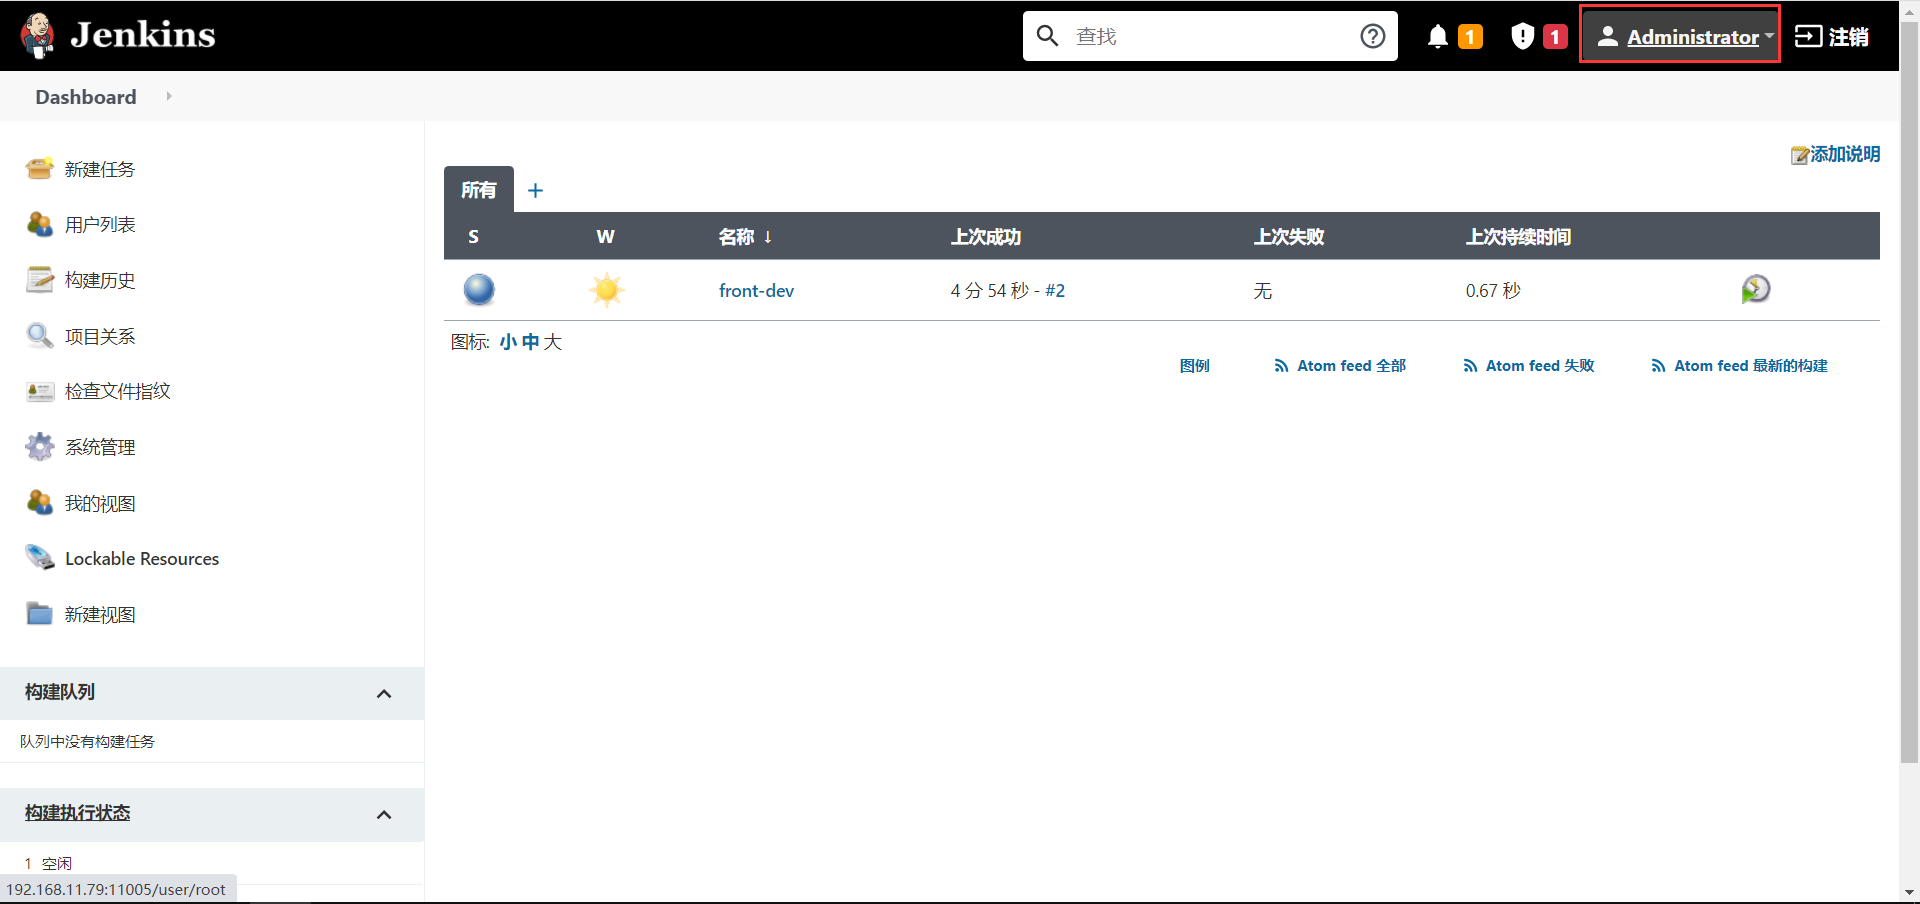 Jenkins
查找
1
1
Administrator
注销
Dashboard
新建任务
用户列表
构建历史
项目关系
检查文件指纹
系统管理
我的视图
Lockable Resources
新建视图
构建队列
队列中没有构建任务
构建执行状态
1 空闲
192.168.11.79:11005/user/root
添加说明
所有 +
S W 名称 ↓ 上次成功 上次失败 上次持续时间
front-dev 4 分 54 秒 - #2 无 0.67 秒
图标: 小 中 大
图例 Atom feed 全部 Atom feed 失败 Atom feed 最新的构建